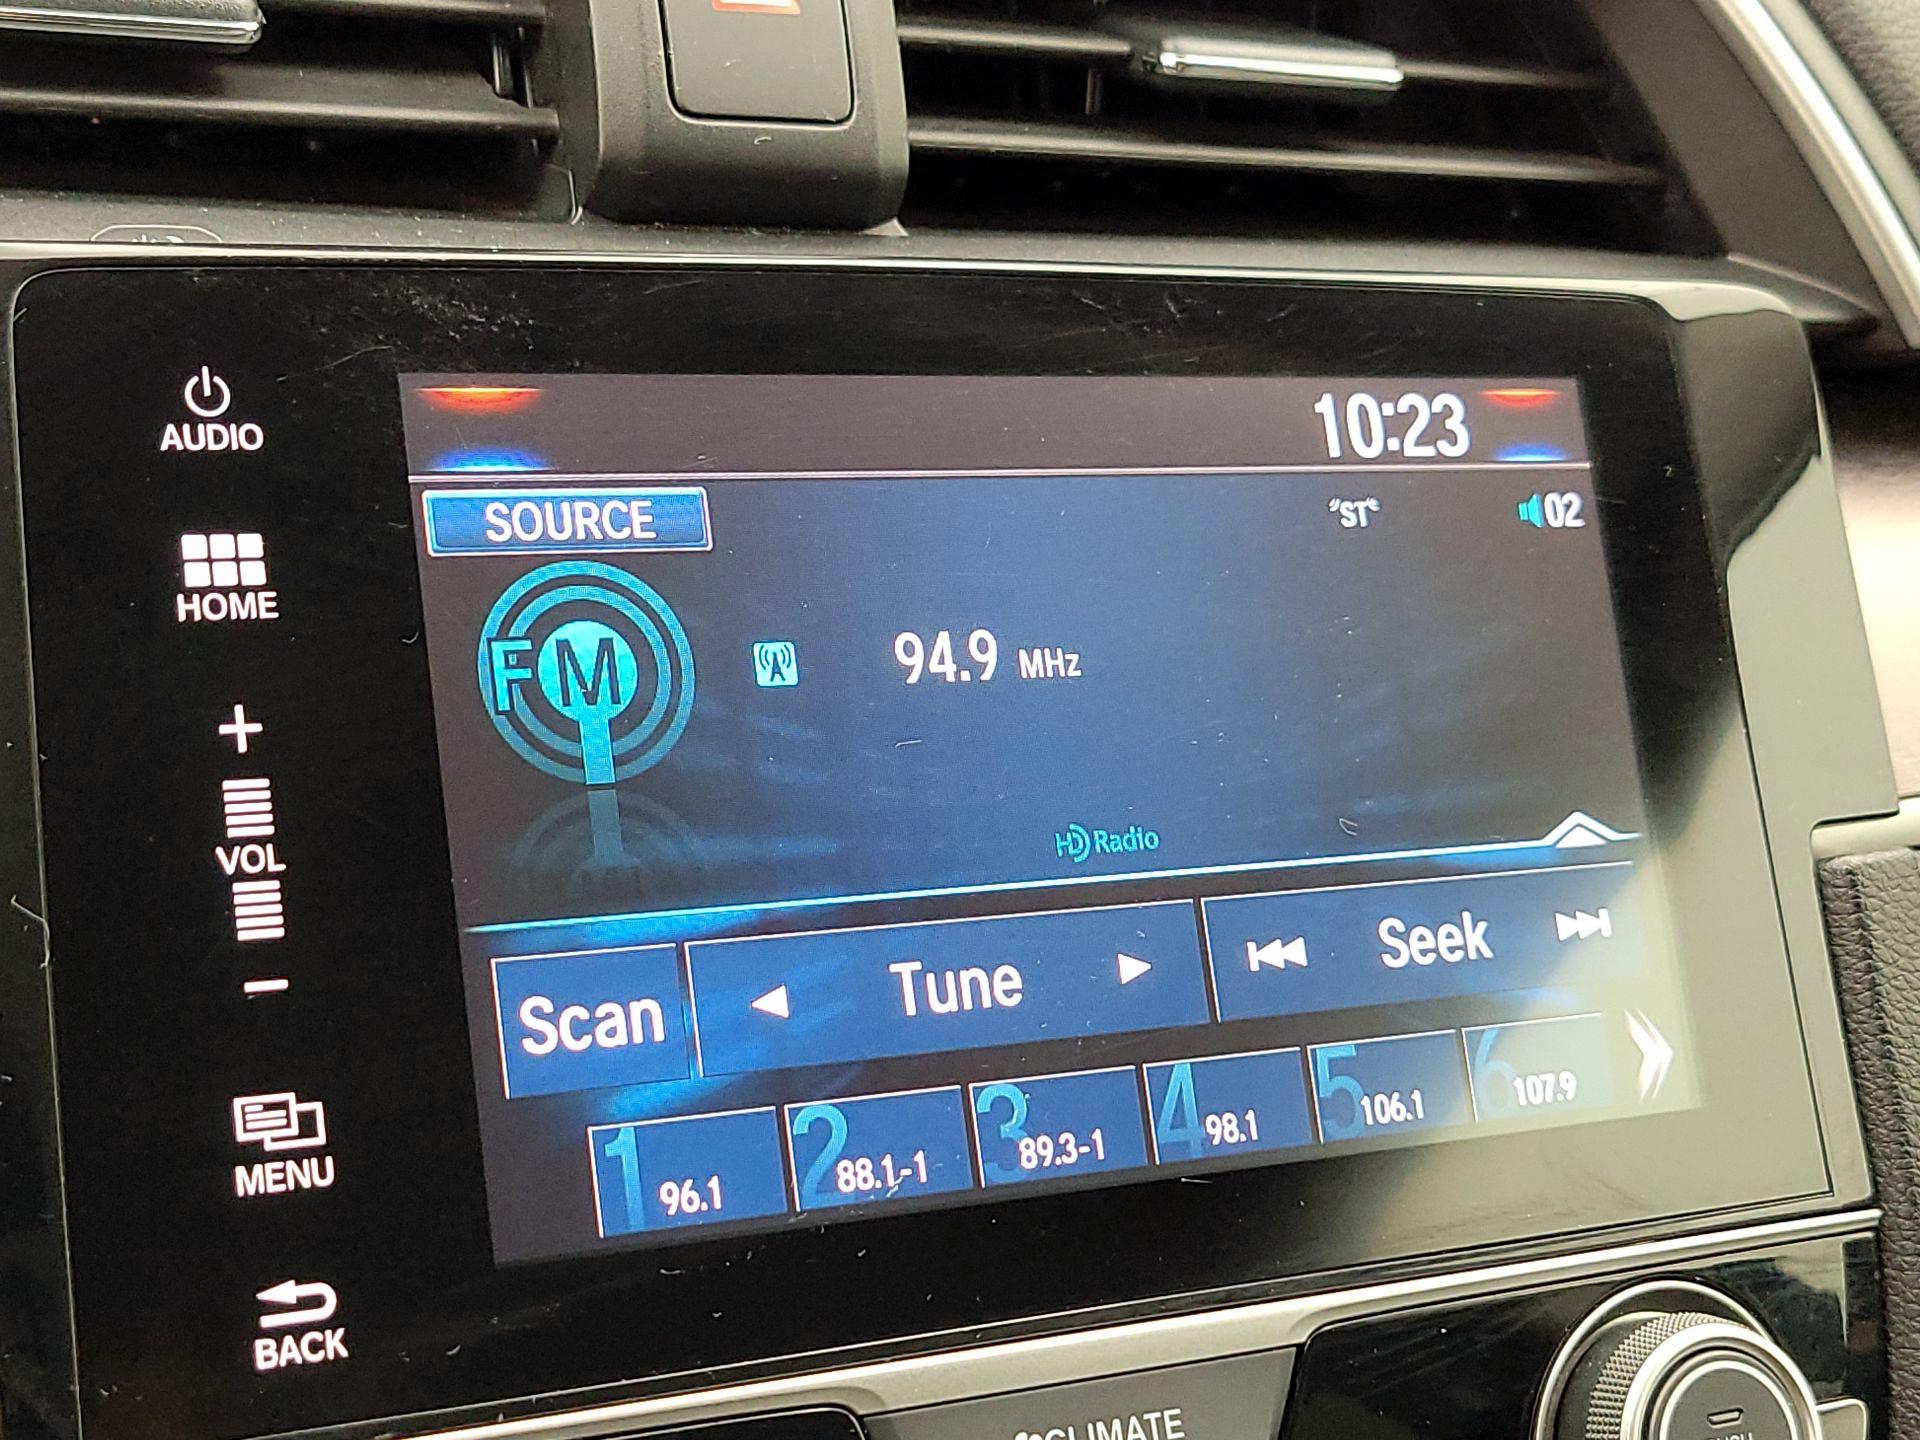 AUDIO
HOME
VOL
MENU
BACK
10:23
SOURCE
"ST"
02
FM
94.9 MHz
HD Radio
Scan
Tune
Seek
1 96.1
2 88.1-1
3 89.3-1
4 98.1
5 106.1
6 107.9
CLIMATE